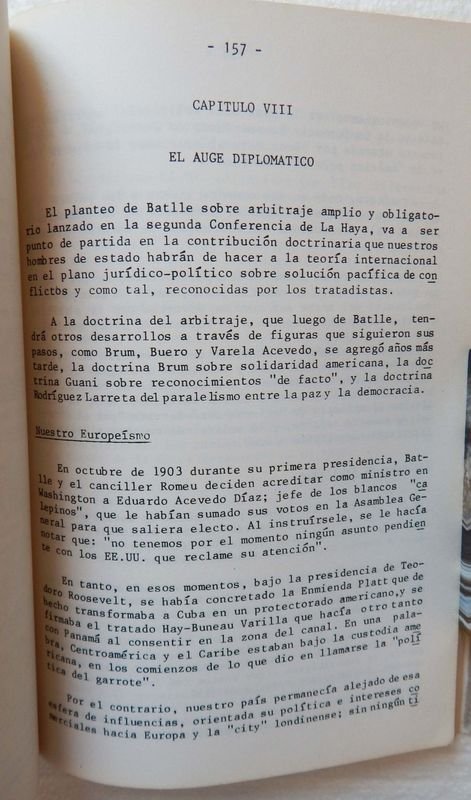 - 157 -
CAPITULO VIII
EL AUGE DIPLOMATICO
El planteo de Batlle sobre arbitraje amplio y obligato-
rio lanzado en la segunda Conferencia de La Haya, va a ser
punto de partida en la contribución doctrinaria que nuestros
hombres de estado habrán de hacer a la teoría internacional
en el plano jurídico-político sobre solución pacífica de con
flictos y como tal, reconocidas por los tratadistas.
A la doctrina del arbitraje, que luego de Batlle, ten-
drá otros desarrollos a través de figuras que siguieron sus
pasos, como Brum, Buero y Varela Acevedo, se agregó años más
tarde, la doctrina Brum sobre solidaridad americana, la doc
trina Guani sobre reconocimientos "de facto", y la doctrina
Rodríguez Larreta del paralelismo entre la paz y la democracia.
Nuestro Europeísmo
En octubre de 1903 durante su primera presidencia, Bat-
lle y el canciller Romeu deciden acreditar como ministro en
Washington a Eduardo Acevedo Díaz; jefe de los blancos "ca
lepinos", que le habían sumado sus votos en la Asamblea Ge-
neral para que saliera electo. Al instruírsele, se le hacía
notar que: "no tenemos por el momento ningún asunto pendien
te con los EE.UU. que reclame su atención".
En tanto, en esos momentos, bajo la presidencia de Teo-
doro Roosevelt, se había concretado la Enmienda Platt que de
hecho transformaba a Cuba en un protectorado americano,y se
firmaba el tratado Hay-Buneau Varilla que hacía otro tanto
con Panamá al consentir en la zona del canal. En una pala-
bra, Centroamérica y el Caribe estaban bajo la custodia ame
ricana, en los comienzos de lo que dio en llamarse la "polí
tica del garrote".
Por el contrario, nuestro país permanecía alejado de esa
esfera de influencias, orientada su política e intereses co
merciales hacia Europa y la "city" londinense; sin ningún ti